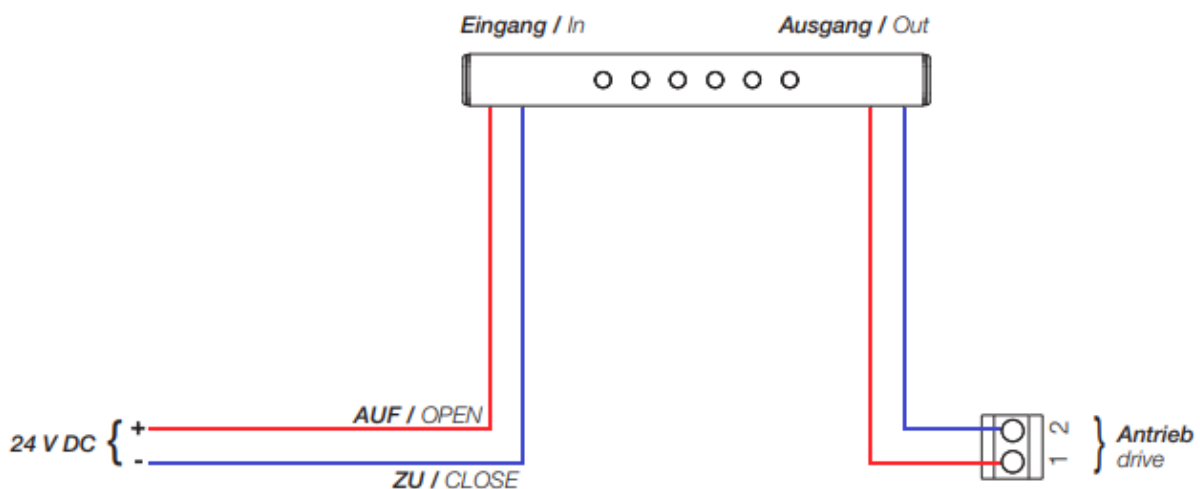 Eingang / In
Ausgang / Out
AUF / OPEN
24 V DC { +
-
ZU / CLOSE
2
1
} Antrieb
drive